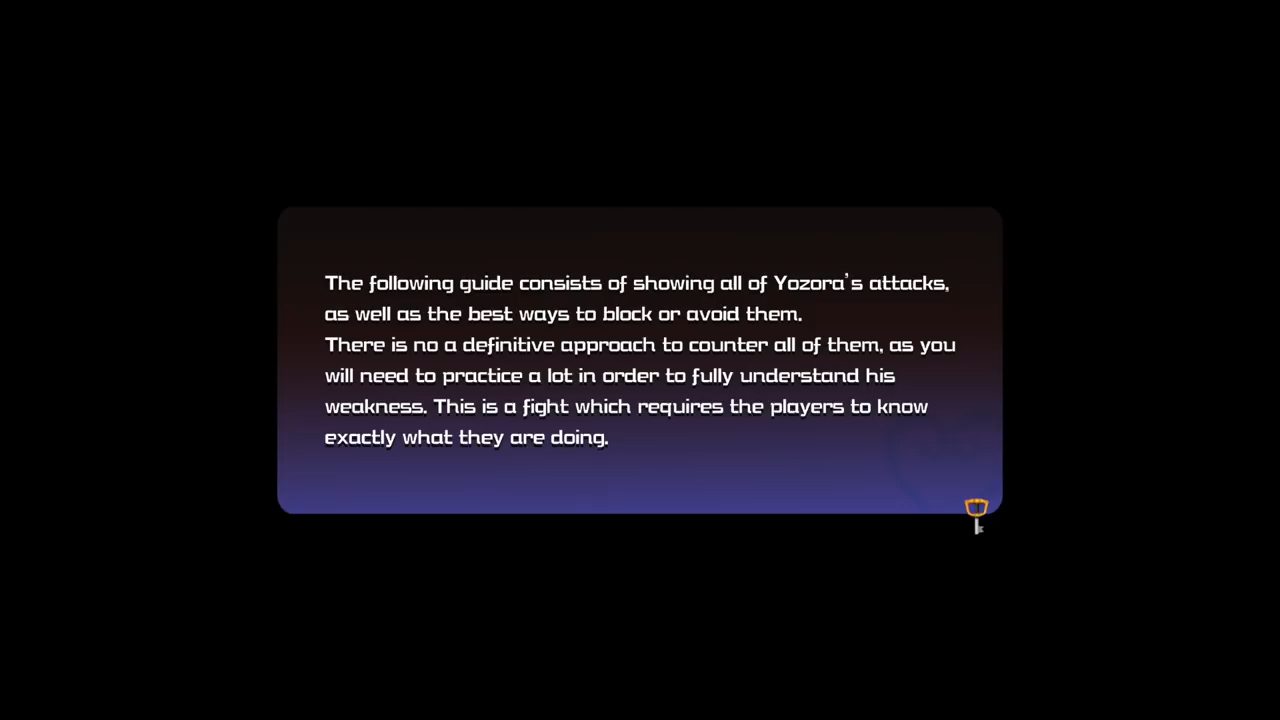 The following guide consists of showing all of Yozora's attacks,
as well as the best ways to block or avoid them.
There is no a definitive approach to counter all of them, as you
will need to practice a lot in order to fully understand his
weakness. This is a fight which requires the players to know
exactly what they are doing.